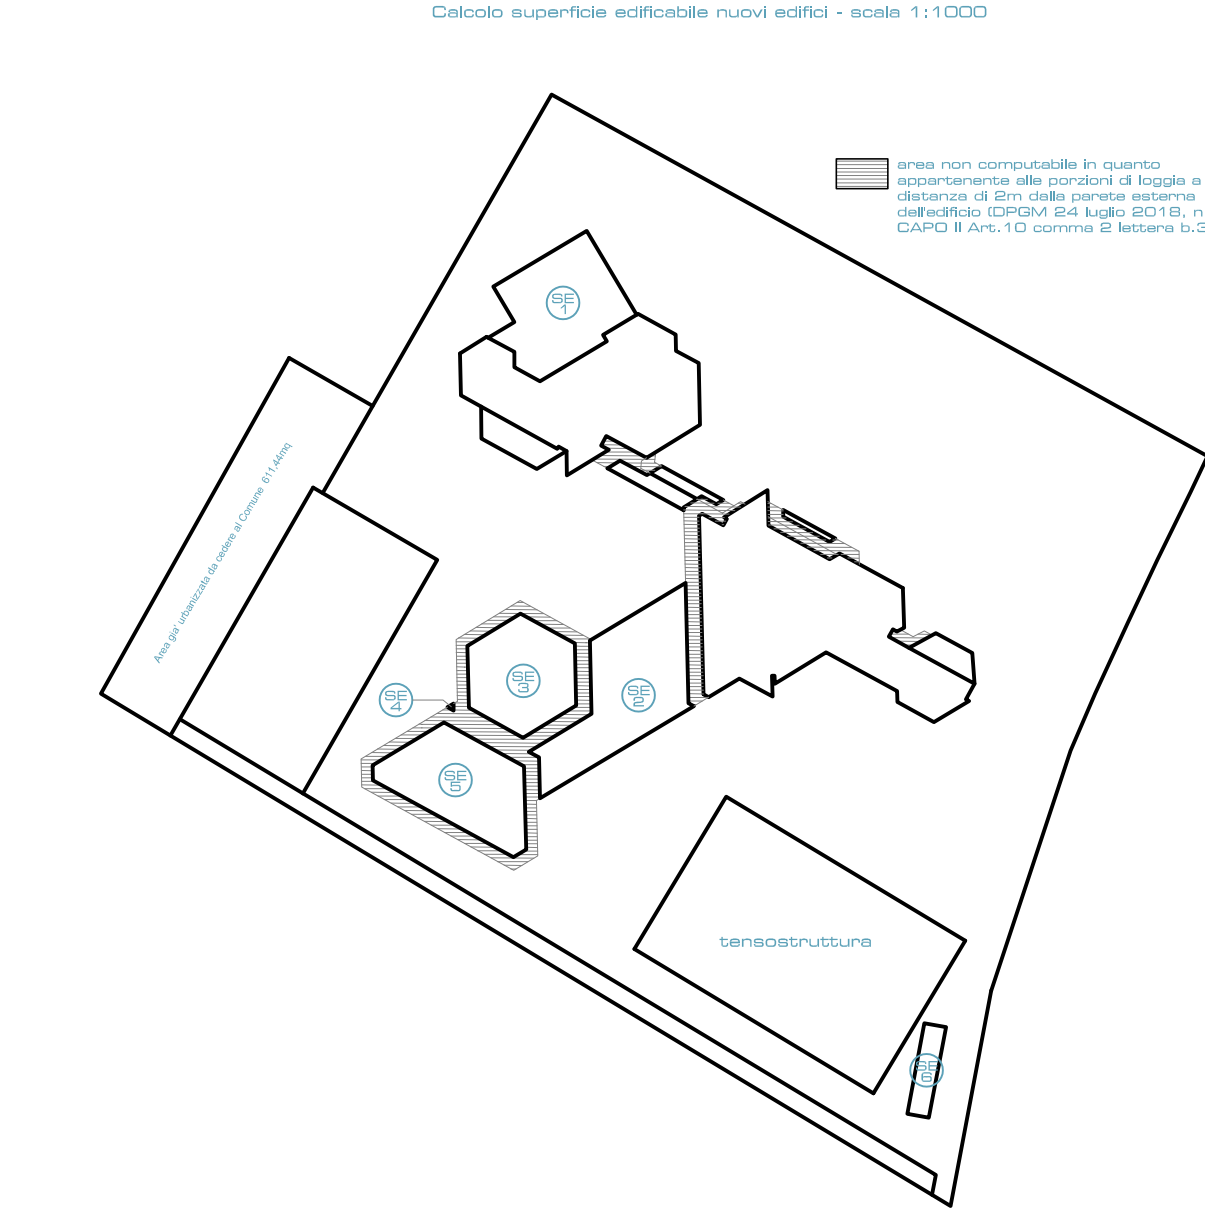 Calcolo superficie edificabile nuovi edifici - scala 1:1000
area non computabile in quanto
appartenente alle porzioni di loggia a
distanza di 2m dalla parete esterna
dell'edificio (DPGM 24 luglio 2018, n
CAPO II Art.10 comma 2 lettera b.3
SE
1
Area gia' urbanizzata da cedere al Comune 611,44mq
SE
3
SE
2
SE
4
SE
5
tensostruttura
SE
6